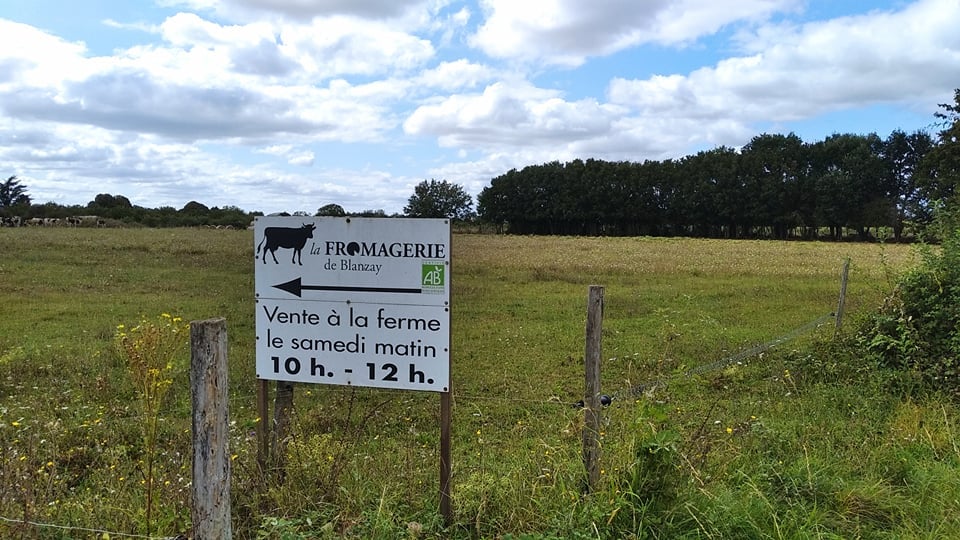 la FROMAGERIE
de Blanzay
AB
Vente à la ferme
le samedi matin
10 h. - 12 h.